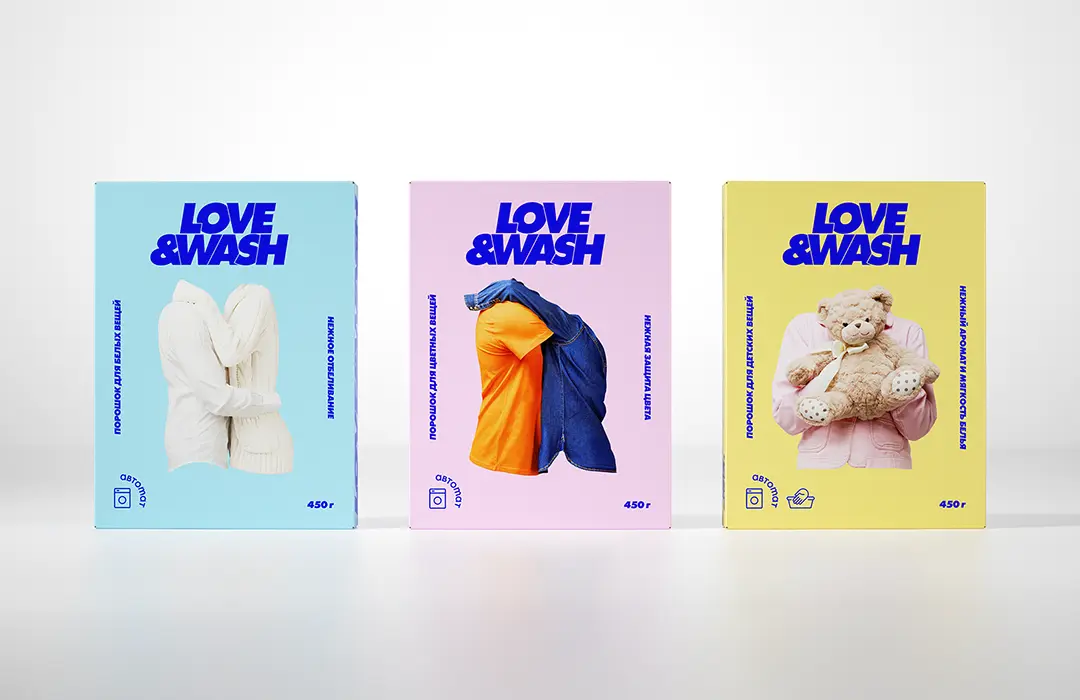 LOVE
&WASH
ПОРОШОК ДЛЯ БЕЛЫХ ВЕЩЕЙ
НЕЖНОЕ ОТБЕЛИВАНИЕ
автомат
450 г
LOVE
&WASH
ПОРОШОК ДЛЯ ЦВЕТНЫХ ВЕЩЕЙ
НЕЖНАЯ ЗАЩИТА ЦВЕТА
автомат
450 г
LOVE
&WASH
ПОРОШОК ДЛЯ ДЕТСКИХ ВЕЩЕЙ
НЕЖНЫЙ АРОМАТ И МЯГКОСТЬ БЕЛЬЯ
автомат
450 г